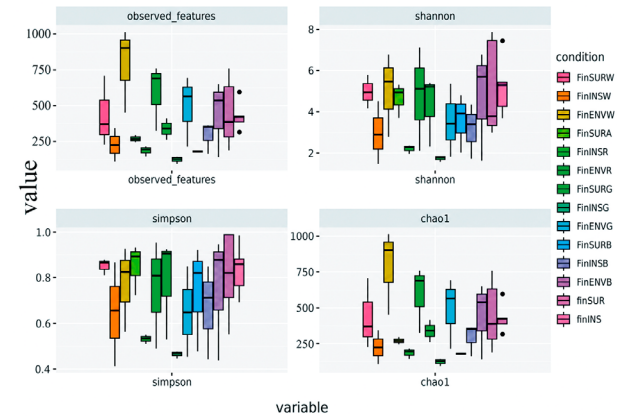 observed_features
shannon
1000
750
500
250
8
6
4
2
observed_features
shannon
value
simpson
chao1
1.0
0.8
0.6
0.4
1000
750
500
250
simpson
chao1
variable
condition
FinSURW
FinINSW
FinENVW
FinSURA
FinINSR
FinENVR
FinSURG
FinINSG
FinENVG
FinSURB
FinINSB
FinENVB
finSUR
finINS